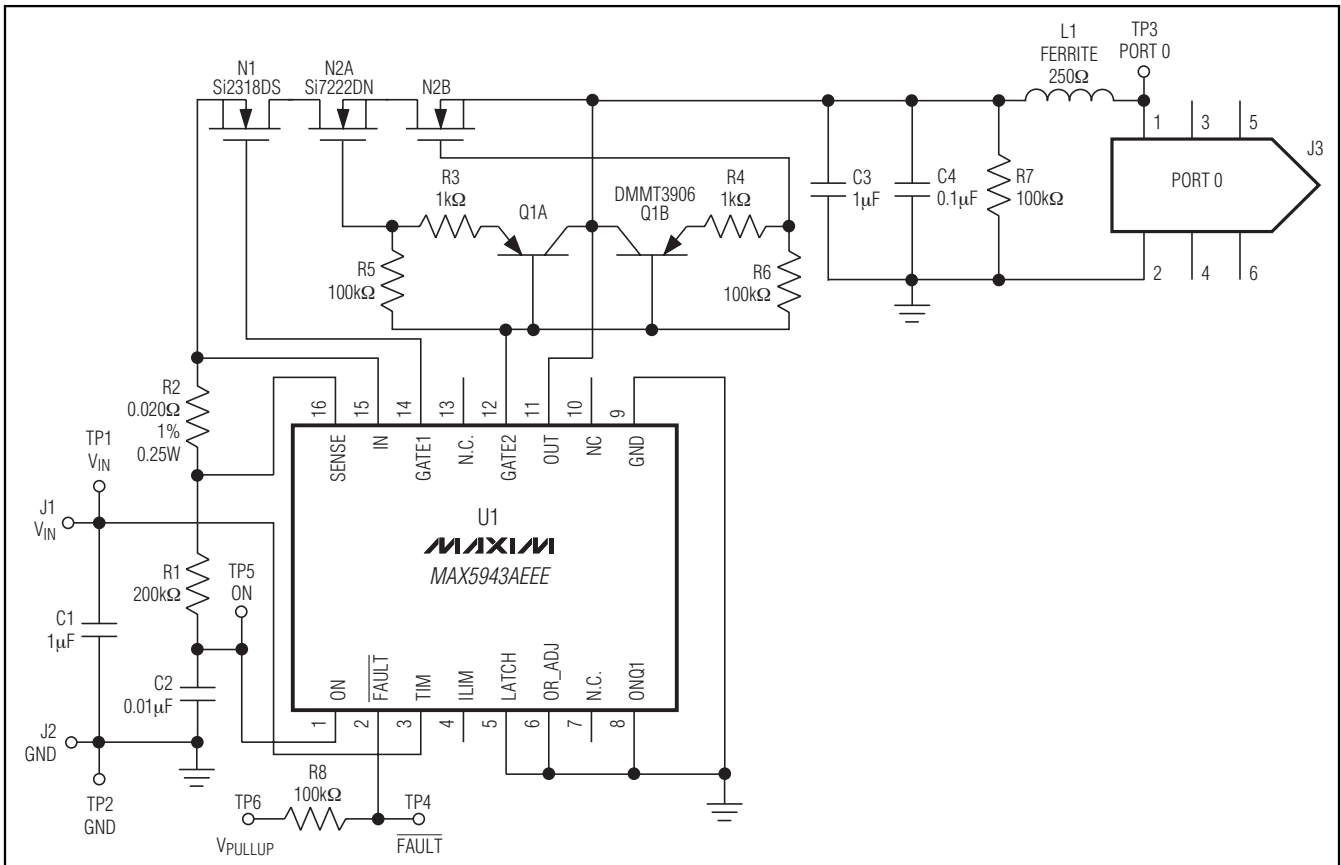 L1
FERRITE
250Ω
TP3
PORT 0
N1
Si2318DS
N2A
Si7222DN
N2B
1
3
5
J3
PORT 0
2
4
6
R3
1kΩ
Q1A
DMMT3906
Q1B
R4
1kΩ
C3
1µF
C4
0.1µF
R7
100kΩ
R5
100kΩ
R6
100kΩ
R2
0.020Ω
1%
0.25W
16
15
14
13
12
11
10
9
SENSE
IN
GATE1
N.C.
GATE2
OUT
NC
GND
TP1
VIN
J1
VIN
U1
MAXIM
MAX5943AEEE
R1
200kΩ
TP5
ON
C1
1µF
C2
0.01µF
ON
FAULT
TIM
ILIM
LATCH
OR_ADJ
N.C.
ONQ1
1
2
3
4
5
6
7
8
J2
GND
TP2
GND
R8
100kΩ
TP6
VPULLUP
TP4
FAULT